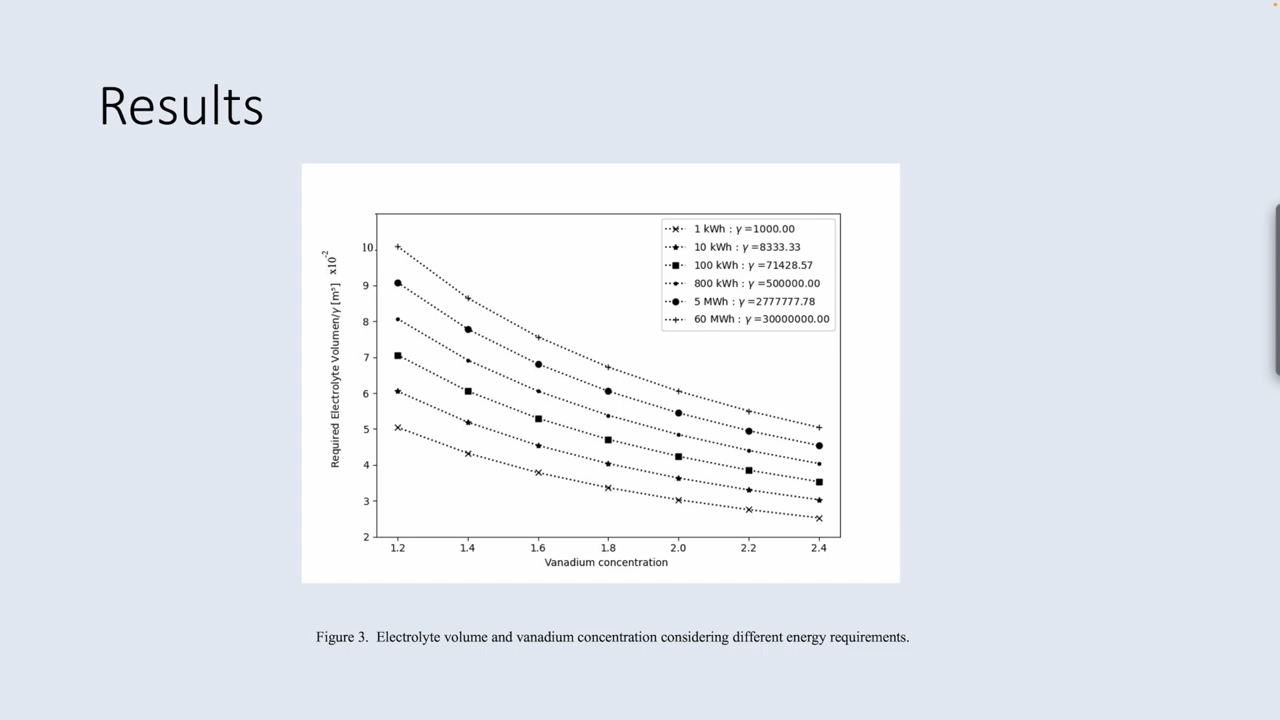 Results
Required Electrolyte Volumen/γ [m³] x10⁻²
10
9
8
7
6
5
4
3
2
1 kWh : γ =1000.00
10 kWh : γ =8333.33
100 kWh : γ =71428.57
800 kWh : γ =500000.00
5 MWh : γ =2777777.78
60 MWh : γ =30000000.00
1.2 1.4 1.6 1.8 2.0 2.2 2.4
Vanadium concentration
Figure 3. Electrolyte volume and vanadium concentration considering different energy requirements.